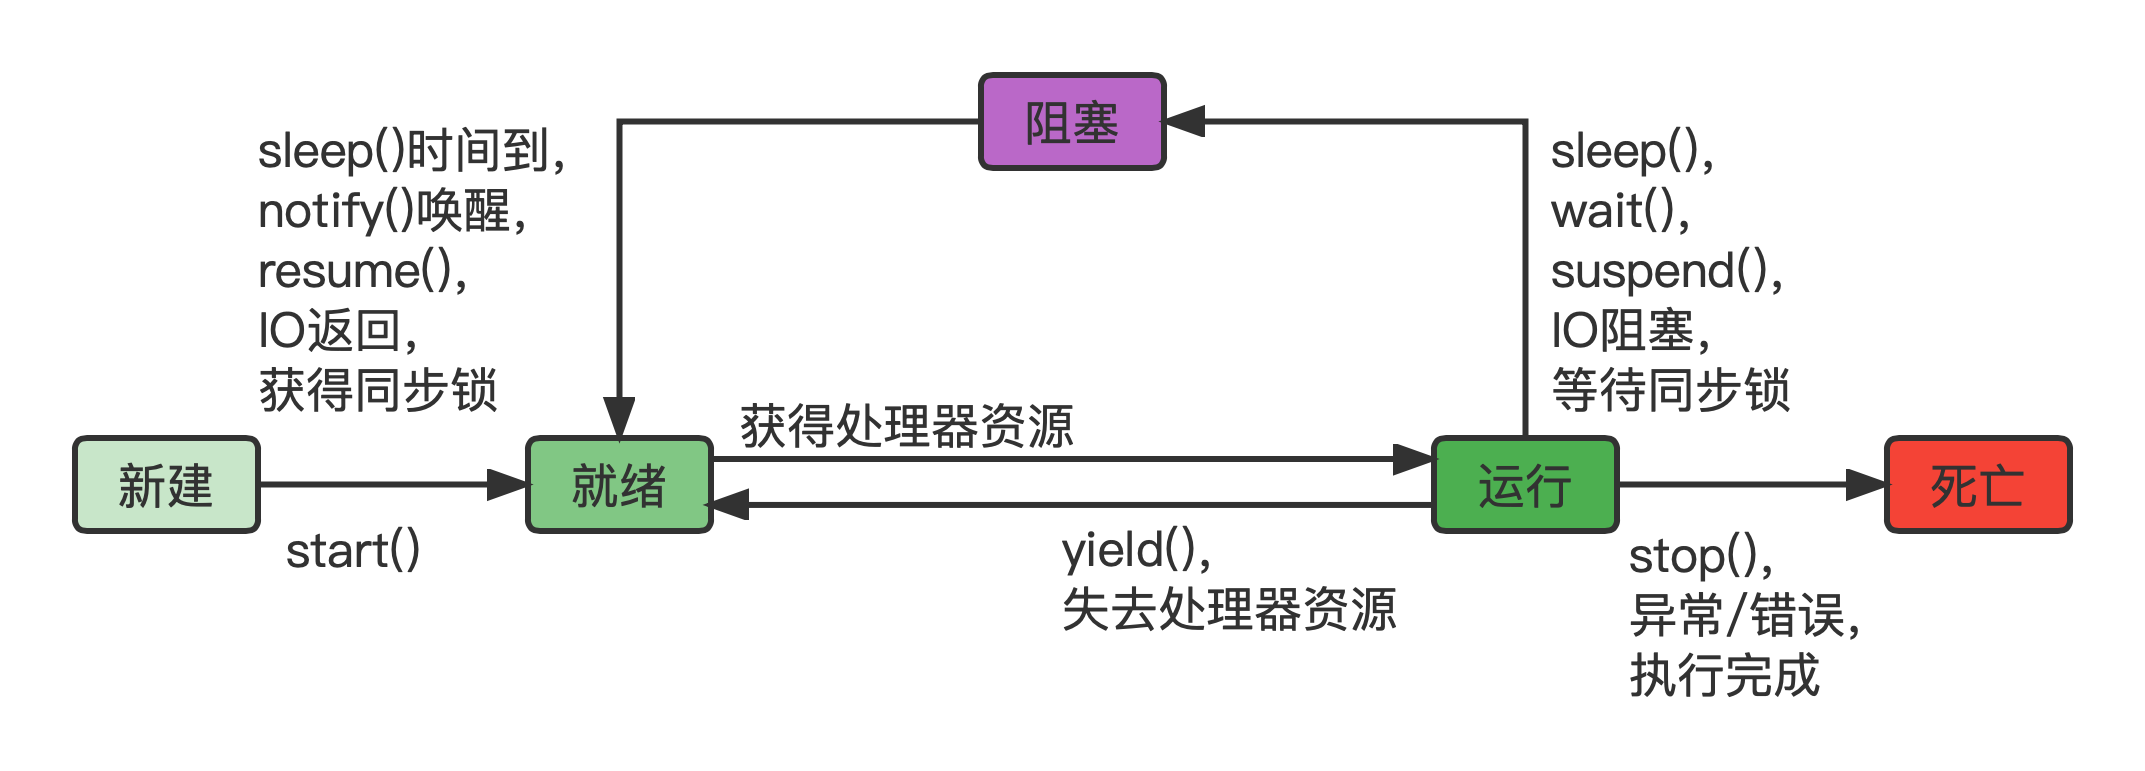 阻塞
sleep()时间到,
notify()唤醒,
resume(),
IO返回,
获得同步锁
sleep(),
wait(),
suspend(),
IO阻塞,
等待同步锁
获得处理器资源
新建
就绪
运行
死亡
start()
yield(),
失去处理器资源
stop(),
异常/错误,
执行完成